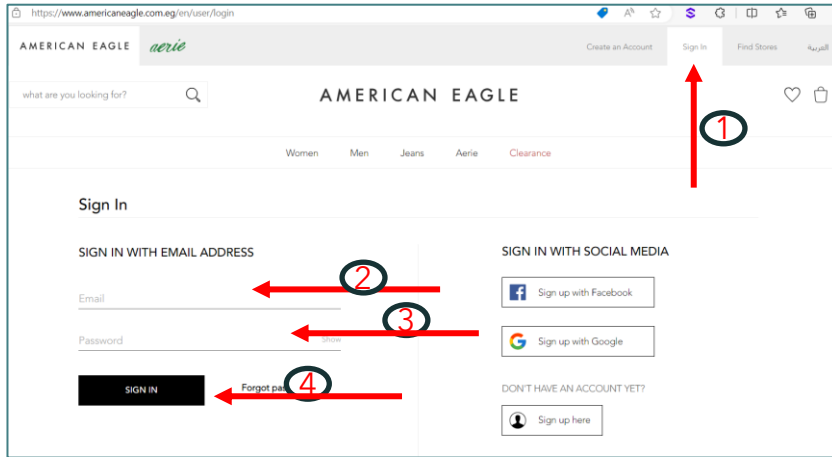 https://www.americaneagle.com.eg/en/user/login
AMERICAN EAGLE aerie Create an Account Sign In Find Stores العربية
what are you looking for? AMERICAN EAGLE
1
Women Men Jeans Aerie Clearance
Sign In
SIGN IN WITH EMAIL ADDRESS SIGN IN WITH SOCIAL MEDIA
2
Email Sign up with Facebook
3
Password Show Sign up with Google
4
SIGN IN Forgot pas DON'T HAVE AN ACCOUNT YET?
Sign up here